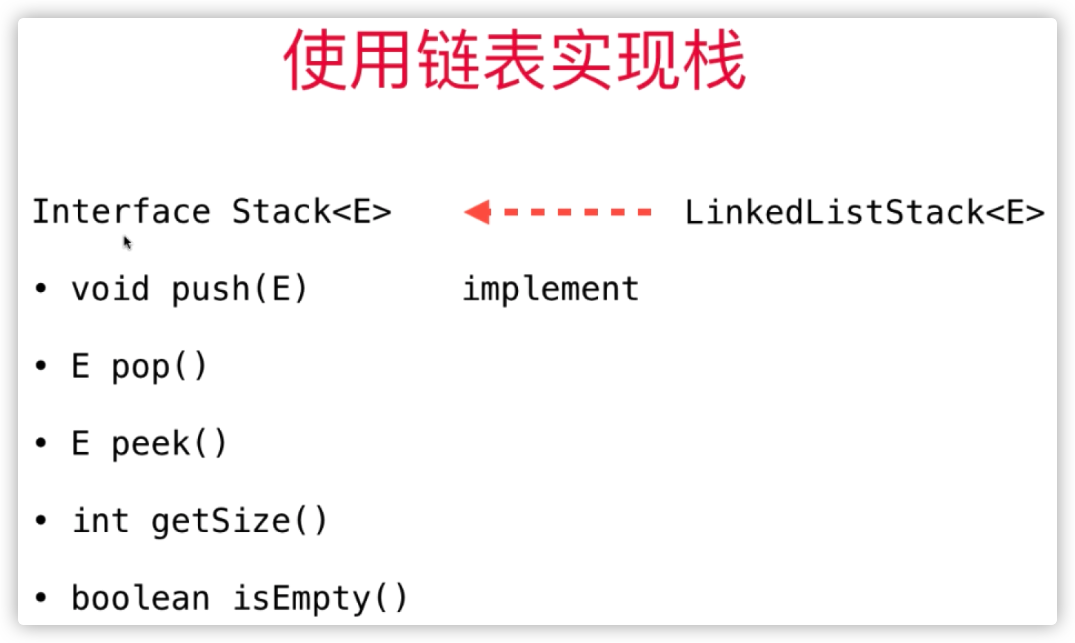 使用链表实现栈
Interface Stack<E>
LinkedListStack<E>
• void push(E)
implement
• E pop()
• E peek()
• int getSize()
• boolean isEmpty()